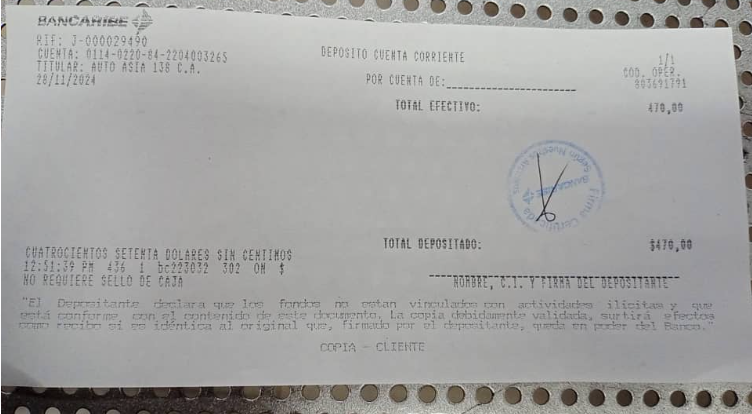 BANCARIBE
RIF: J-000029490
CUENTA: 0114-0220-84-2204003265
TITULAR: AUTO ASIA 138 C.A.
28/11/2024
DEPOSITO CUENTA CORRIENTE
POR CUENTA DE:
1/1
COD. OPER.
903691791
TOTAL EFECTIVO: 470,00
Firma Certificada
BANCARIBE
TOTAL DEPOSITADO: $470,00
CUATROCIENTOS SETENTA DOLARES SIN CENTIMOS
12:51:39 PM 436 1 bc223032 302 ON $
NO REQUIERE SELLO DE CAJA
NOMBRE, C.I. Y FIRMA DEL DEPOSITANTE
"El Depositante declara que los fondos no estan vinculados con actividades ilícitas y que
está conforme con el contenido de este documento. La copia debidamente validada, surtirá efectos
como recibo si es idéntica al original que, firmado por el depositante, queda en poder del Banco."
COPIA - CLIENTE